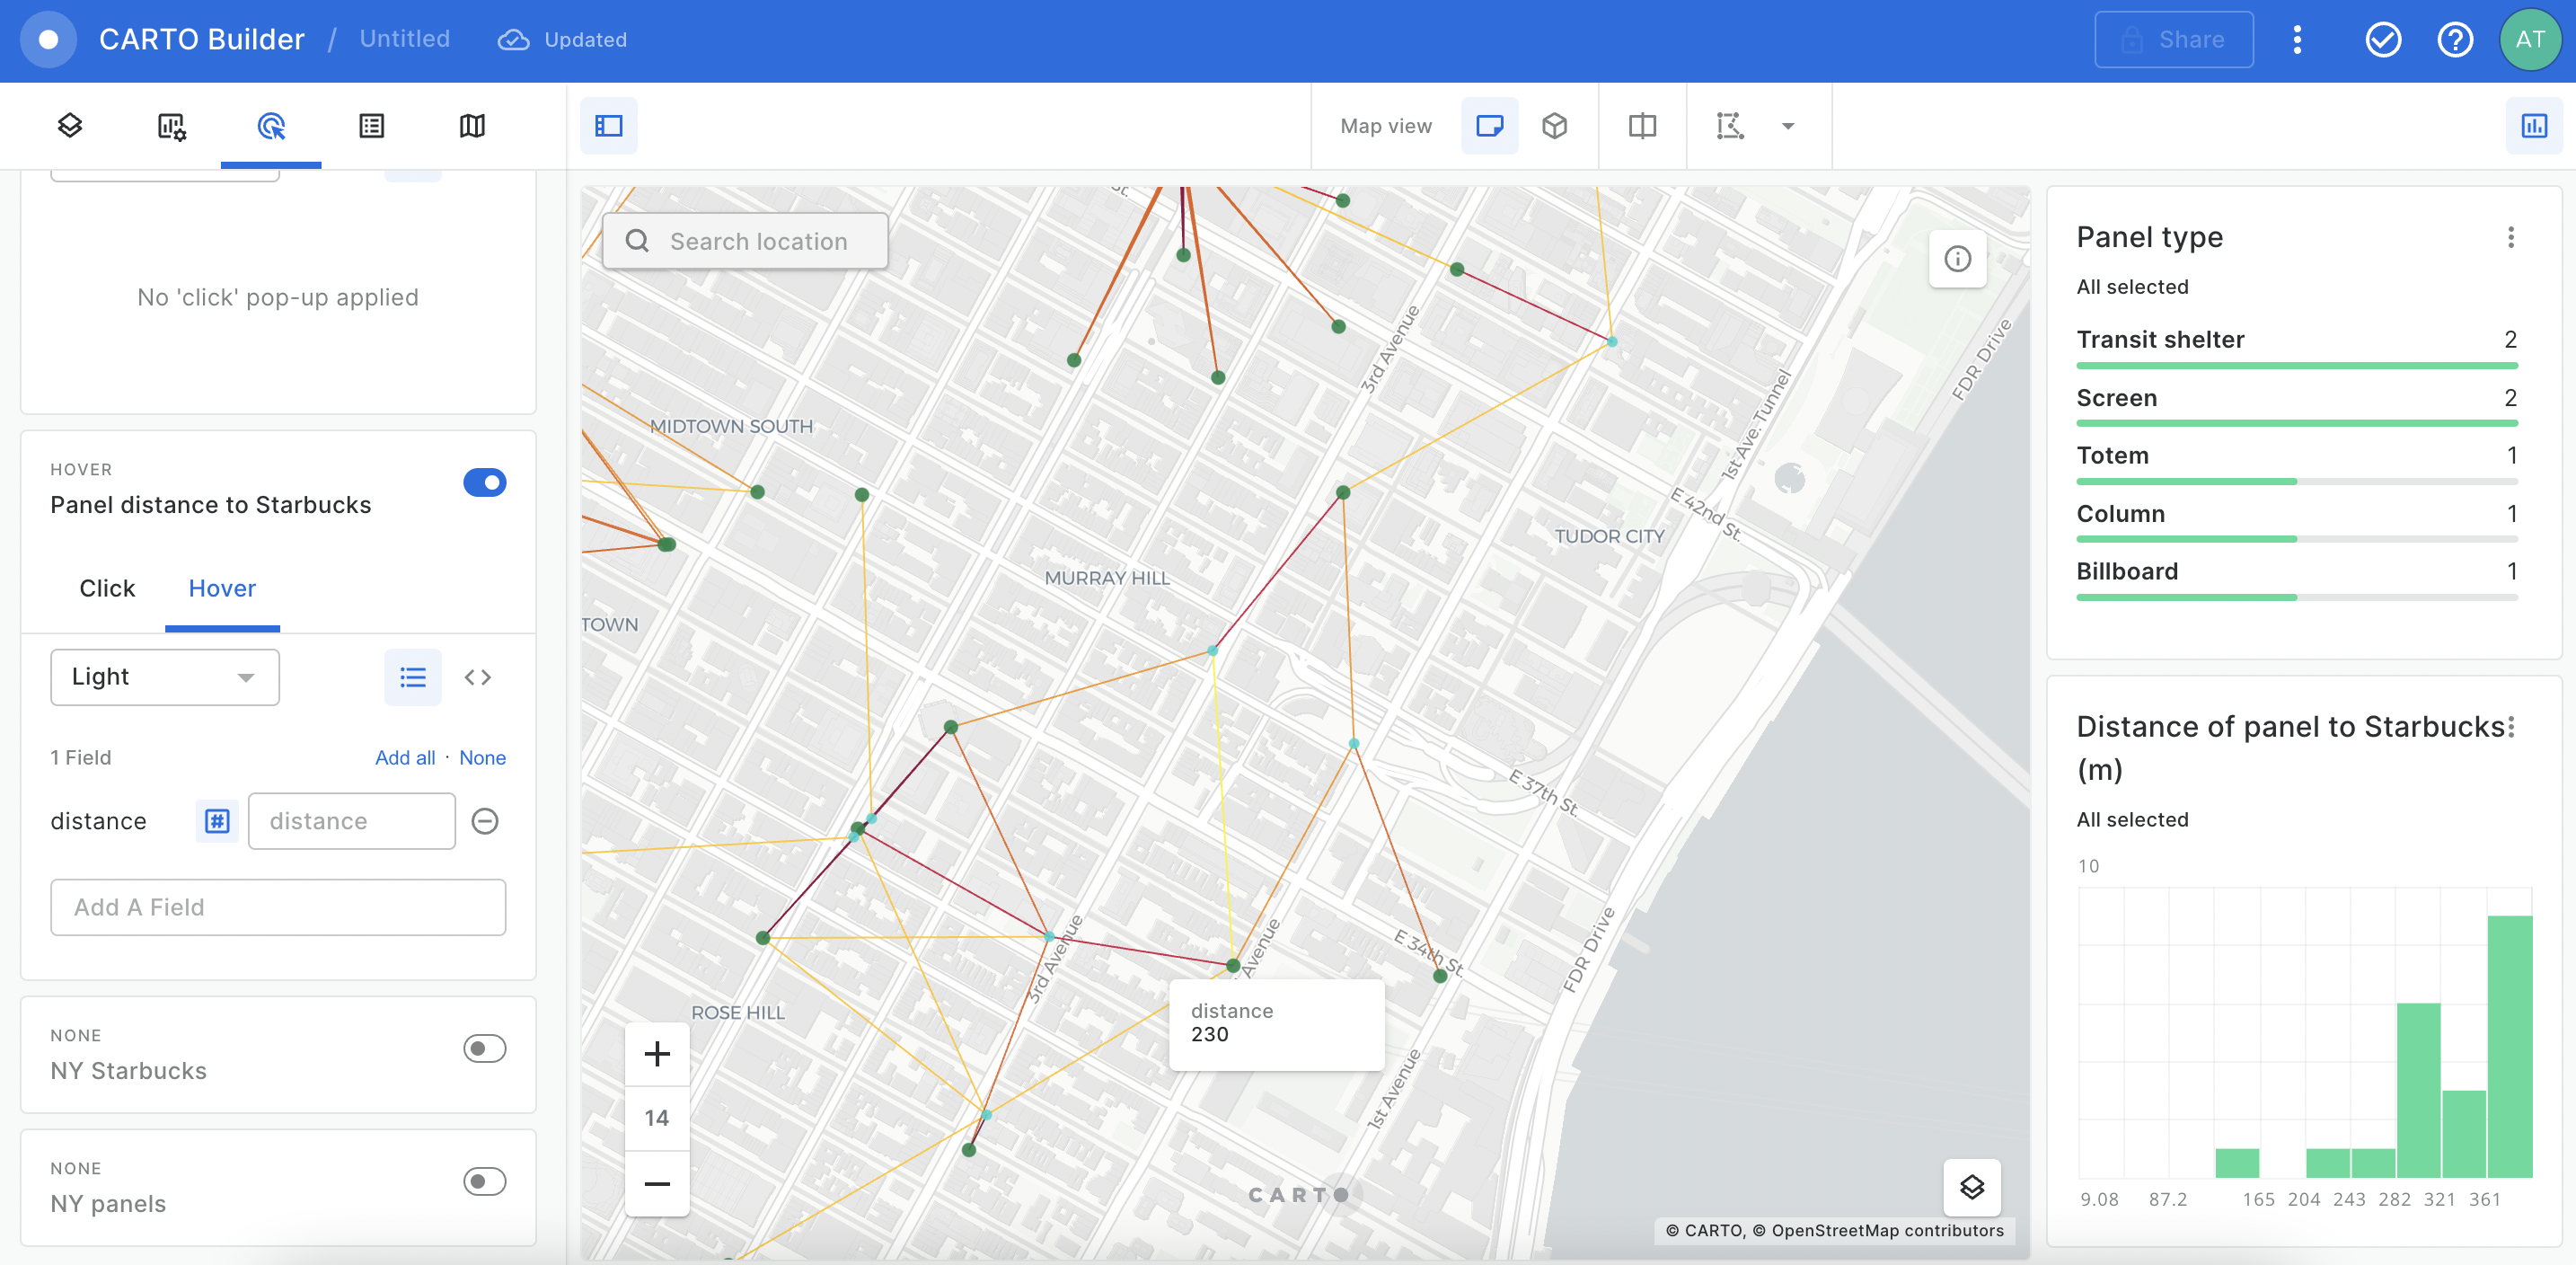 CARTO Builder / Untitled Updated
Share
AT
Map view
No 'click' pop-up applied
HOVER
Panel distance to Starbucks
Click Hover
Light
1 Field Add all · None
distance distance
Add A Field
NONE
NY Starbucks
NONE
NY panels
Search location
St.
MIDTOWN SOUTH
3rd Avenue
1st Ave. Tunnel
FDR Drive
E 42nd St.
TUDOR CITY
MURRAY HILL
TOWN
E 37th St.
3rd Avenue
Avenue
E 34th St.
FDR Drive
ROSE HILL
distance
230
1st Avenue
14
CARTO
© CARTO, © OpenStreetMap contributors
Panel type
All selected
Transit shelter 2
Screen 2
Totem 1
Column 1
Billboard 1
Distance of panel to Starbucks
(m)
All selected
10
9.08 87.2 165 204 243 282 321 361